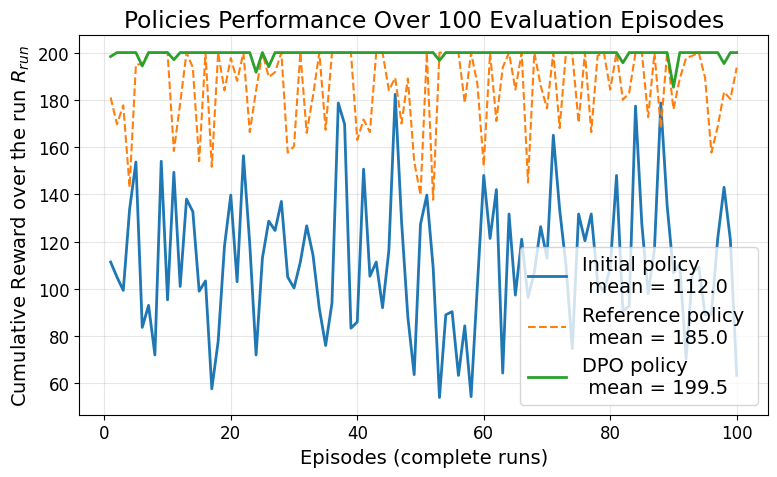 Policies Performance Over 100 Evaluation Episodes
Cumulative Reward over the run R_run
200
180
160
140
120
100
80
60
0
20
40
60
80
100
Episodes (complete runs)
Initial policy
mean = 112.0
Reference policy
mean = 185.0
DPO policy
mean = 199.5